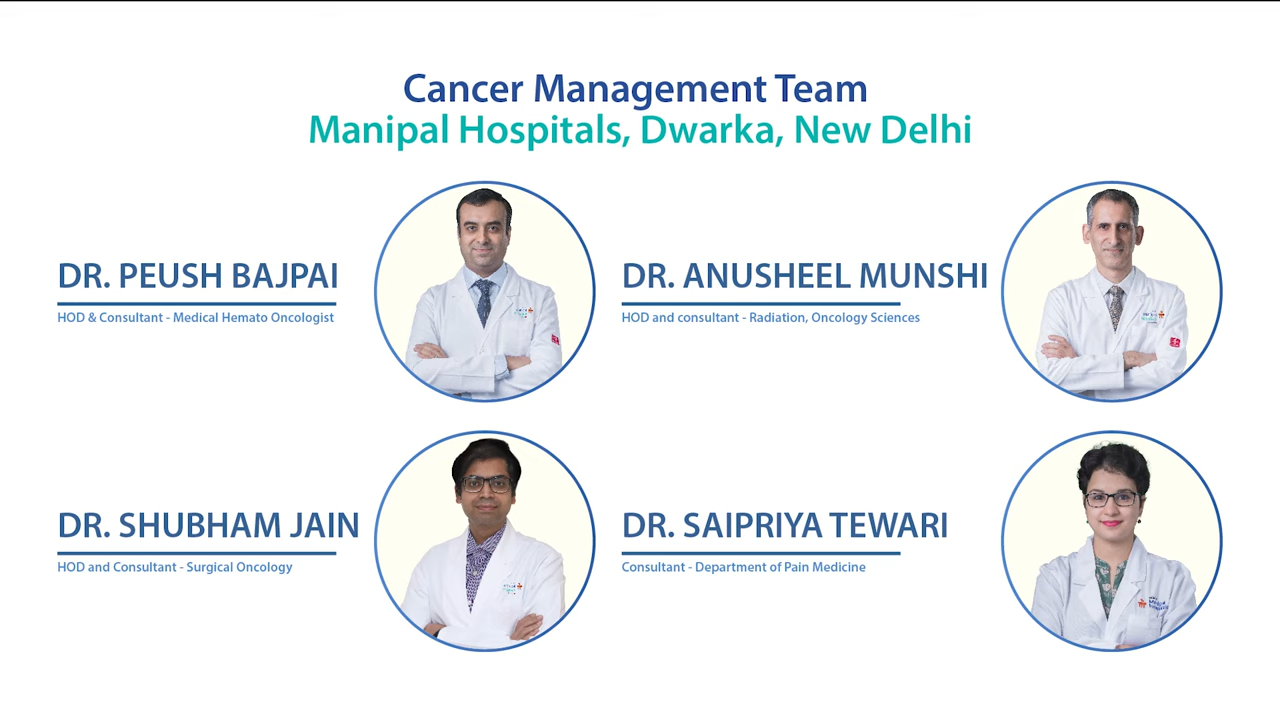 Cancer Management Team
Manipal Hospitals, Dwarka, New Delhi
DR. PEUSH BAJPAI
HOD & Consultant - Medical Hemato Oncologist
DR. ANUSHEEL MUNSHI
HOD and consultant - Radiation, Oncology Sciences
DR. SHUBHAM JAIN
HOD and Consultant - Surgical Oncology
DR. SAIPRIYA TEWARI
Consultant - Department of Pain Medicine